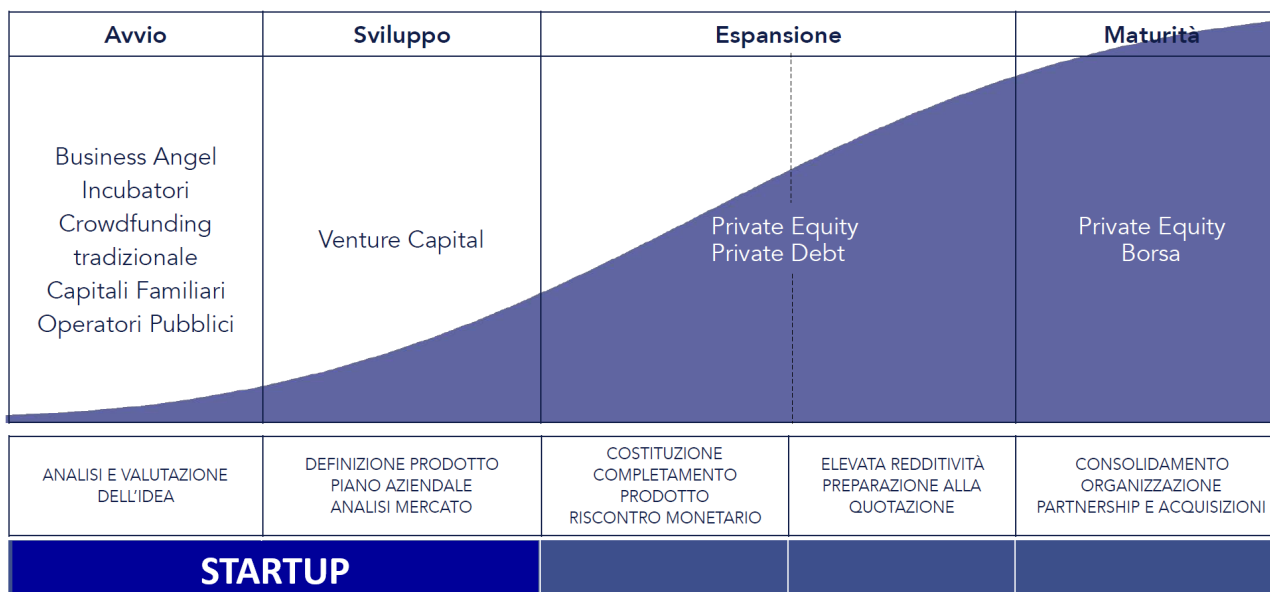 Avvio
Sviluppo
Espansione
Maturità
Business Angel
Incubatori
Crowdfunding
tradizionale
Capitali Familiari
Operatori Pubblici
Venture Capital
Private Equity
Private Debt
Private Equity
Borsa
ANALISI E VALUTAZIONE
DELL'IDEA
DEFINIZIONE PRODOTTO
PIANO AZIENDALE
ANALISI MERCATO
COSTITUZIONE
COMPLETAMENTO
PRODOTTO
RISCONTRO MONETARIO
ELEVATA REDDITIVITÀ
PREPARAZIONE ALLA
QUOTAZIONE
CONSOLIDAMENTO
ORGANIZZAZIONE
PARTNERSHIP E ACQUISIZIONI
STARTUP